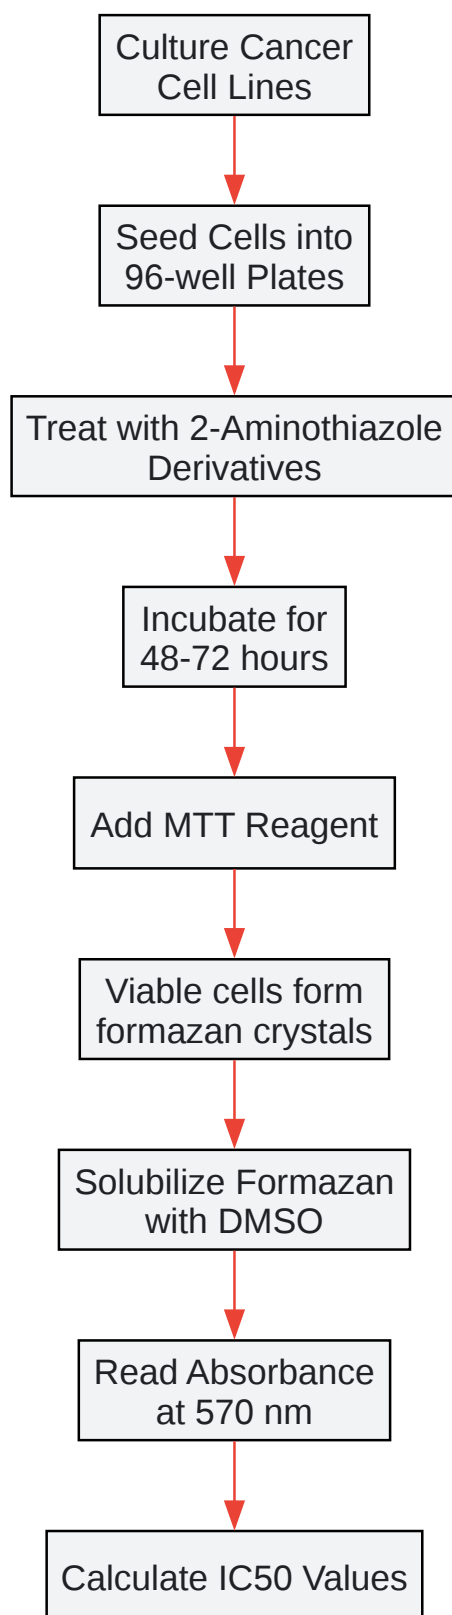 Culture Cancer
Cell Lines
Seed Cells into
96-well Plates
Treat with 2-Aminothiazole
Derivatives
Incubate for
48-72 hours
Add MTT Reagent
Viable cells form
formazan crystals
Solubilize Formazan
with DMSO
Read Absorbance
at 570 nm
Calculate IC50 Values